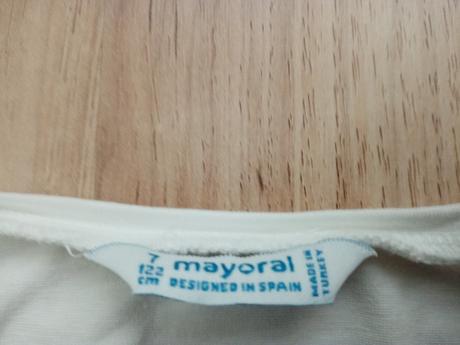 7
122
cm
mayoral
DESIGNED IN SPAIN
MADE IN
TURKEY